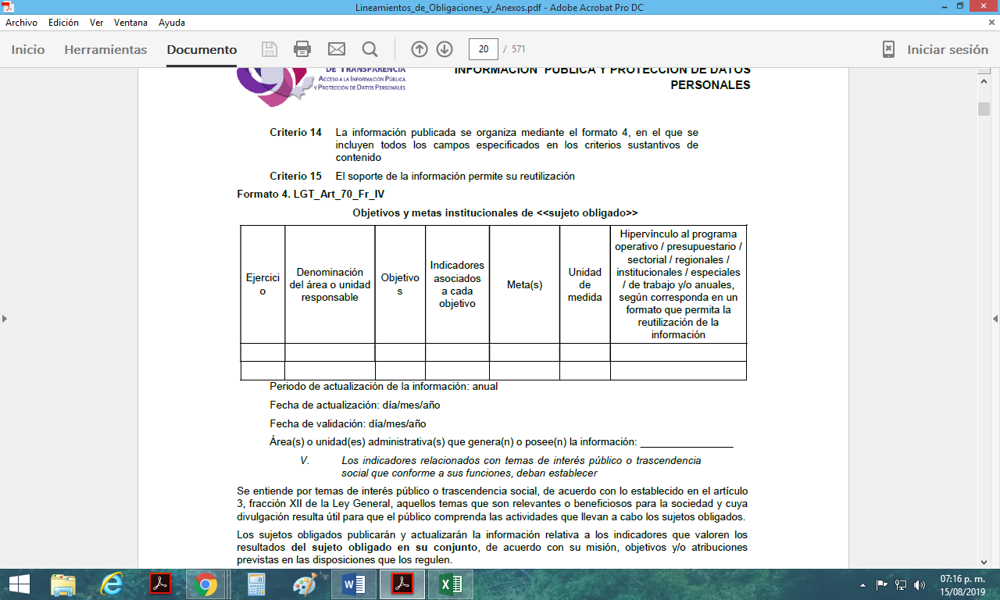 Lineamientos_de_Obligaciones_y_Anexos.pdf - Adobe Acrobat Pro DC
Archivo Edición Ver Ventana Ayuda
Inicio Herramientas Documento 20 / 571 Iniciar sesión
DE TRANSPARENCIA
ACCESO A LA INFORMACIÓN PÚBLICA
Y PROTECCIÓN DE DATOS PERSONALES
INFORMACIÓN PÚBLICA Y PROTECCIÓN DE DATOS
PERSONALES
Criterio 14 La información publicada se organiza mediante el formato 4, en el que se
incluyen todos los campos especificados en los criterios sustantivos de
contenido
Criterio 15 El soporte de la información permite su reutilización
Formato 4. LGT_Art_70_Fr_IV
Objetivos y metas institucionales de <<sujeto obligado>>
Ejercici
o
Denominación
del área o unidad
responsable
Objetivo
s
Indicadores
asociados
a cada
objetivo
Meta(s)
Unidad
de
medida
Hipervínculo al programa
operativo / presupuestario /
sectorial / regionales /
institucionales / especiales
/ de trabajo y/o anuales,
según corresponda en un
formato que permita la
reutilización de la
información
Periodo de actualización de la información: anual
Fecha de actualización: día/mes/año
Fecha de validación: día/mes/año
Área(s) o unidad(es) administrativa(s) que genera(n) o posee(n) la información: ________________
V. Los indicadores relacionados con temas de interés público o trascendencia
social que conforme a sus funciones, deban establecer
Se entiende por temas de interés público o trascendencia social, de acuerdo con lo establecido en el artículo
3, fracción XII de la Ley General, aquellos temas que son relevantes o beneficiosos para la sociedad y cuya
divulgación resulta útil para que el público comprenda las actividades que llevan a cabo los sujetos obligados.
Los sujetos obligados publicarán y actualizarán la información relativa a los indicadores que valoren los
resultados del sujeto obligado en su conjunto, de acuerdo con su misión, objetivos y/o atribuciones
previstas en las disposiciones que los regulen.
07:16 p. m.
15/08/2019